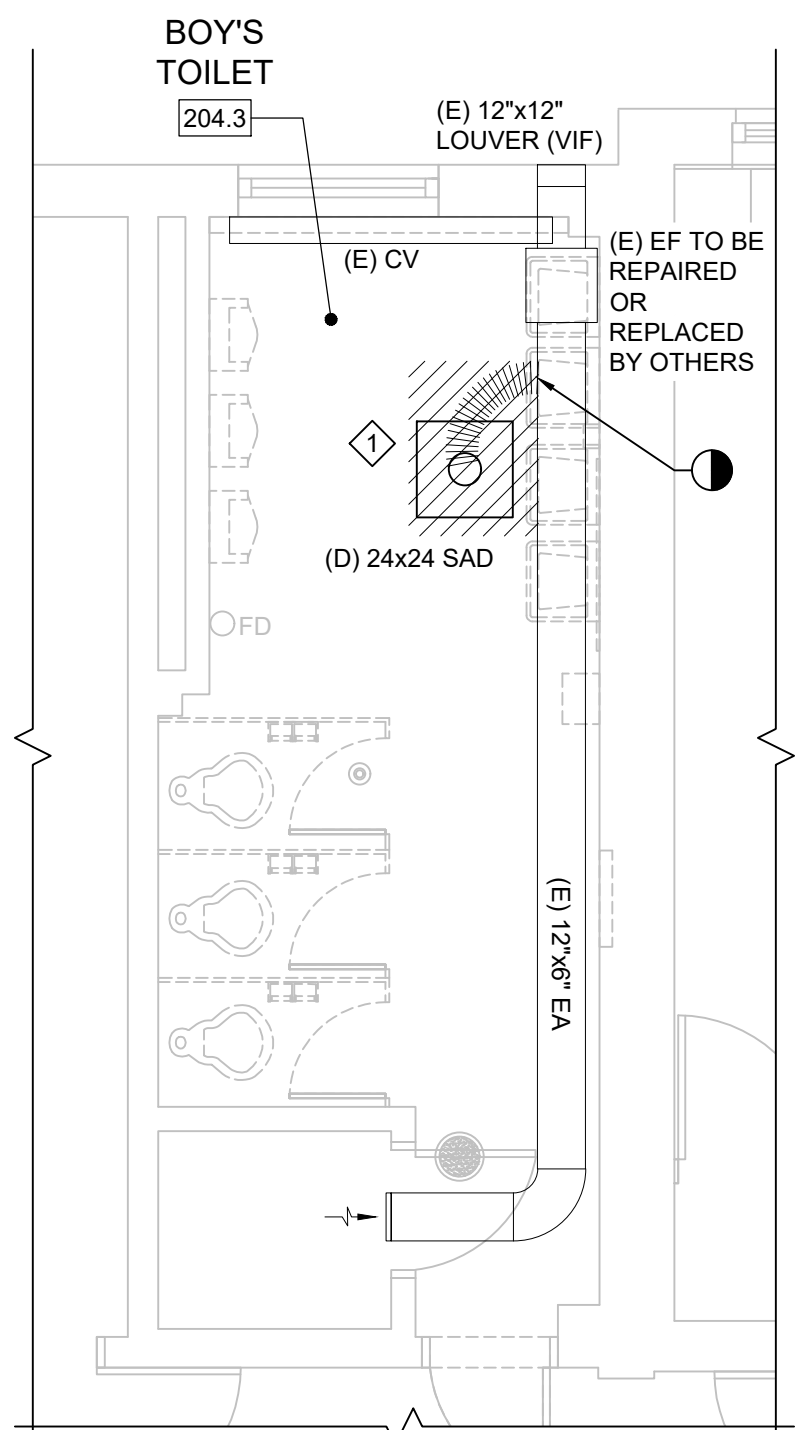 BOY'S
TOILET
204.3
(E) 12"x12"
LOUVER (VIF)
(E) CV
(E) EF TO BE
REPAIRED
OR
REPLACED
BY OTHERS
1
(D) 24x24 SAD
FD
(E) 12"x6" EA